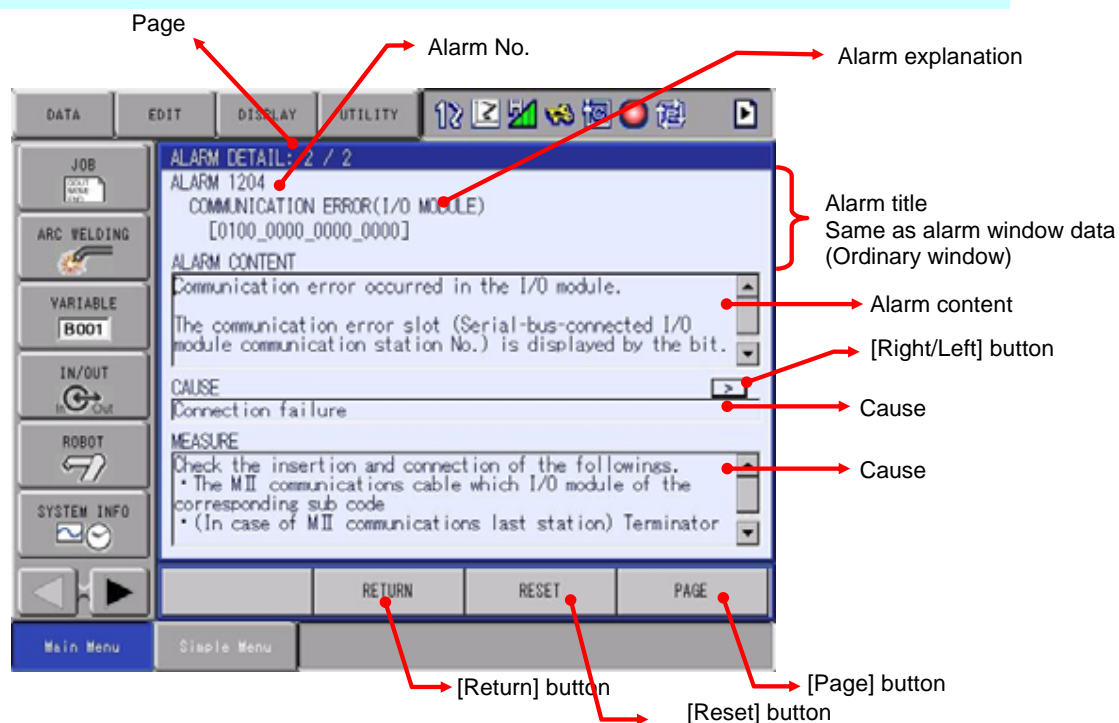 Page
Alarm No.
Alarm explanation
DATA
EDIT
DISPLAY
UTILITY
JOB
ARC WELDING
VARIABLE
B001
IN/OUT
In
Out
ROBOT
SYSTEM INFO
ALARM DETAIL: 2 / 2
ALARM 1204
COMMUNICATION ERROR(I/O MODULE)
[0100_0000_0000_0000]
ALARM CONTENT
Communication error occurred in the I/O module.
The communication error slot (Serial-bus-connected I/O
module communication station No.) is displayed by the bit.
CAUSE
>
Connection failure
MEASURE
Check the insertion and connection of the followings.
・The MⅡ communications cable which I/O module of the
corresponding sub code
・(In case of MⅡ communications last station) Terminator
RETURN
RESET
PAGE
Main Menu
Simple Menu
Alarm title
Same as alarm window data
(Ordinary window)
Alarm content
[Right/Left] button
Cause
Cause
[Return] button
[Page] button
[Reset] button